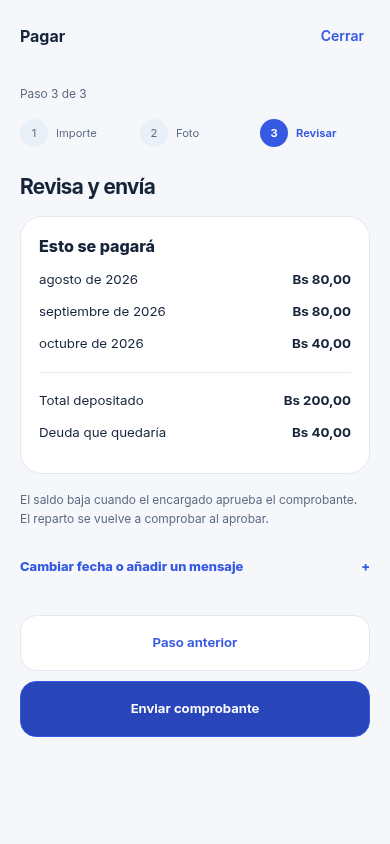 Pagar
Cerrar
Paso 3 de 3
1 Importe
2 Foto
3 Revisar
Revisa y envía
Esto se pagará
agosto de 2026 Bs 80,00
septiembre de 2026 Bs 80,00
octubre de 2026 Bs 40,00
Total depositado Bs 200,00
Deuda que quedaría Bs 40,00
El saldo baja cuando el encargado aprueba el comprobante.
El reparto se vuelve a comprobar al aprobar.
Cambiar fecha o añadir un mensaje +
Paso anterior
Enviar comprobante